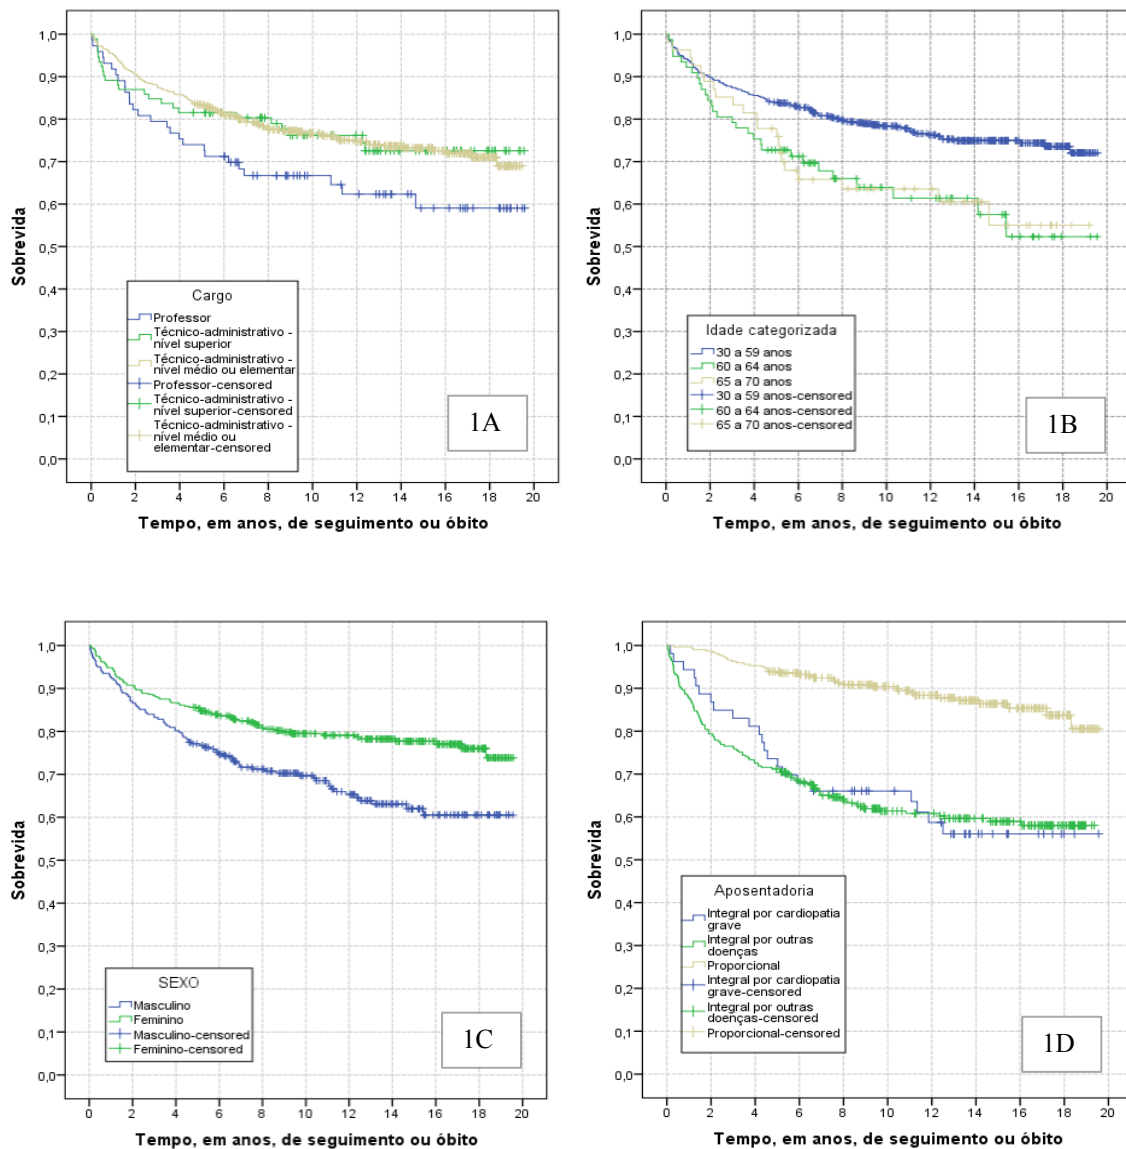 1,0
0,9
0,8
0,7
0,6
0,5
0,4
0,3
0,2
0,1
0,0
Sobrevida
Cargo
Professor
Técnico-administrativo -
nível superior
Técnico-administrativo -
nível médio ou elementar
Professor-censored
Técnico-administrativo -
nível superior-censored
Técnico-administrativo -
nível médio ou
elementar-censored
1A
0 2 4 6 8 10 12 14 16 18 20
Tempo, em anos, de seguimento ou óbito
1,0
0,9
0,8
0,7
0,6
0,5
0,4
0,3
0,2
0,1
0,0
Sobrevida
Idade categorizada
30 a 59 anos
60 a 64 anos
65 a 70 anos
30 a 59 anos-censored
60 a 64 anos-censored
65 a 70 anos-censored
1B
0 2 4 6 8 10 12 14 16 18 20
Tempo, em anos, de seguimento ou óbito
1,0
0,9
0,8
0,7
0,6
0,5
0,4
0,3
0,2
0,1
0,0
Sobrevida
SEXO
Masculino
Feminino
Masculino-censored
Feminino-censored
1C
0 2 4 6 8 10 12 14 16 18 20
Tempo, em anos, de seguimento ou óbito
1,0
0,9
0,8
0,7
0,6
0,5
0,4
0,3
0,2
0,1
0,0
Sobrevida
Aposentadoria
Integral por cardiopatia
grave
Integral por outras
doenças
Proporcional
Integral por cardiopatia
grave-censored
Integral por outras
doenças-censored
Proporcional-censored
1D
0 2 4 6 8 10 12 14 16 18 20
Tempo, em anos, de seguimento ou óbito